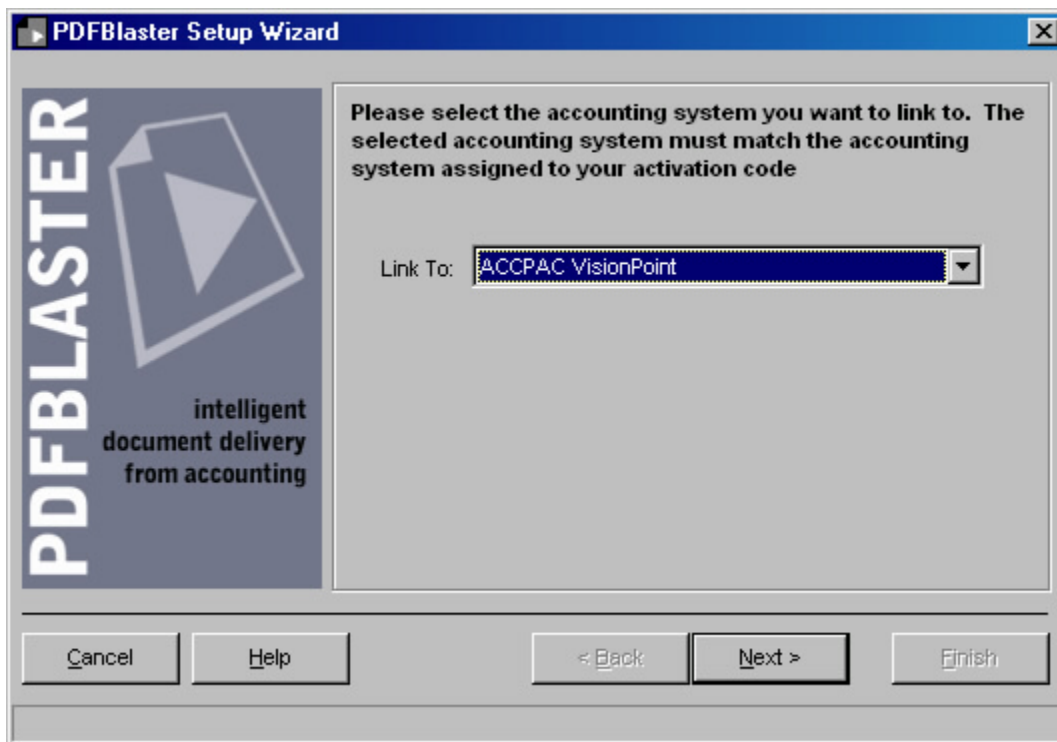 PDFBlaster Setup Wizard
PDFBLASTER
intelligent
document delivery
from accounting
Please select the accounting system you want to link to. The
selected accounting system must match the accounting
system assigned to your activation code
Link To: ACCPAC VisionPoint
Cancel Help < Back Next > Finish